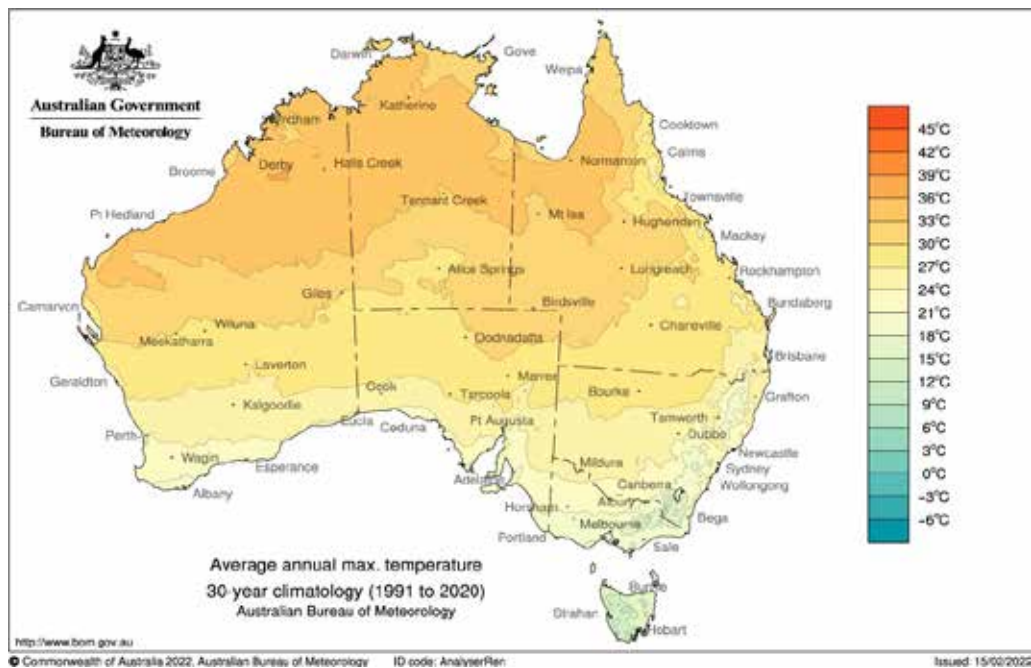 Australian Government
Bureau of Meteorology
Darwin
Gove
Weipa
Katherine
Cooktown
Cairns
Derby
Halls Creek
Normanton
Broome
Townsville
Tennant Creek
Mt Isa
Hughenden
Pt Hedland
Mackay
Alice Springs
Longreach
Rockhampton
Giles
Birdsville
Bundaberg
Carnarvon
Wiluna
Charleville
Meekatharra
Oodnadatta
Brisbane
Laverton
Marree
Geraldton
Cook
Bourke
Grafton
Kalgoorlie
Tarcoola
Eucla
Ceduna
Pt Augusta
Tamworth
Perth
Dubbo
Newcastle
Wagin
Esperance
Mildura
Sydney
Adelaide
Canberra
Wollongong
Albany
Horsham
Albury
Bega
Melbourne
Portland
Sale
Strahan
Hobart
45°C
42°C
39°C
36°C
33°C
30°C
27°C
24°C
21°C
18°C
15°C
12°C
9°C
6°C
3°C
0°C
-3°C
-6°C
Average annual max. temperature
30-year climatology (1991 to 2020)
Australian Bureau of Meteorology
http://www.bom.gov.au
© Commonwealth of Australia 2022, Australian Bureau of Meteorology
ID code: AnalyserRen
Issued: 15/02/2022